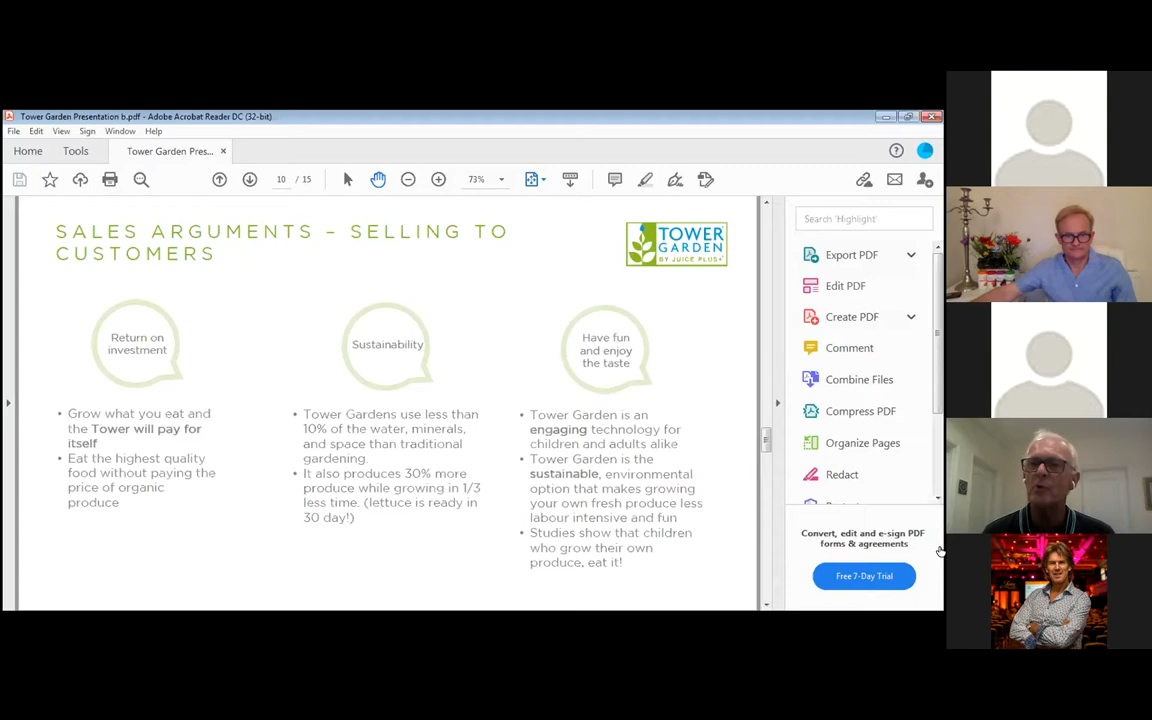 Tower Garden Presentation b.pdf - Adobe Acrobat Reader DC (32-bit)
File Edit View Sign Window Help
Home Tools Tower Garden Pres... ×
10 / 15 73%
SALES ARGUMENTS – SELLING TO
CUSTOMERS
TOWER
GARDEN
BY JUICE PLUS+
Return on
investment
• Grow what you eat and
the Tower will pay for
itself
• Eat the highest quality
food without paying the
price of organic
produce
Sustainability
• Tower Gardens use less than
10% of the water, minerals,
and space than traditional
gardening.
• It also produces 30% more
produce while growing in 1/3
less time. (lettuce is ready in
30 day!)
Have fun
and enjoy
the taste
• Tower Garden is an
engaging technology for
children and adults alike
• Tower Garden is the
sustainable, environmental
option that makes growing
your own fresh produce less
labour intensive and fun
• Studies show that children
who grow their own
produce, eat it!
Search 'Highlight'
Export PDF
Edit PDF
Create PDF
Comment
Combine Files
Compress PDF
Organize Pages
Redact
Convert, edit and e-sign PDF
forms & agreements
Free 7-Day Trial